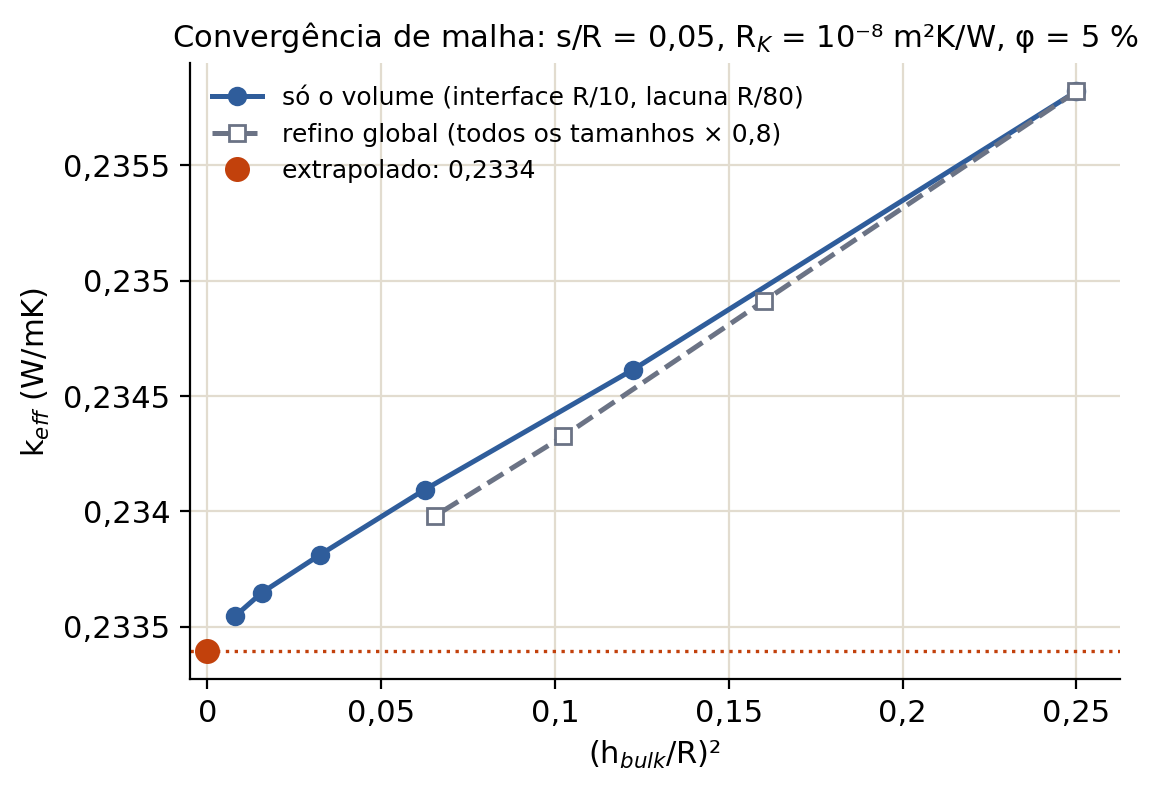 Convergência de malha: s/R = 0,05, R_K = 10⁻⁸ m²K/W, φ = 5 %
só o volume (interface R/10, lacuna R/80)
refino global (todos os tamanhos × 0,8)
extrapolado: 0,2334
k_eff (W/mK)
0,2355
0,235
0,2345
0,234
0,2335
0 0,05 0,1 0,15 0,2 0,25
(h_bulk/R)²